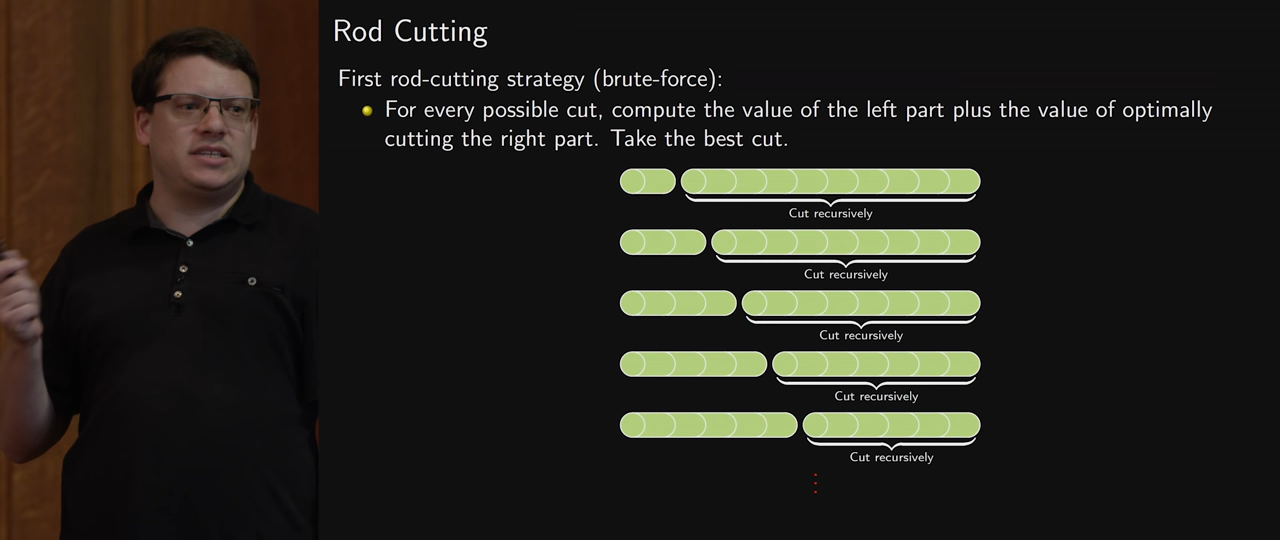 Rod Cutting
First rod-cutting strategy (brute-force):
For every possible cut, compute the value of the left part plus the value of optimally
cutting the right part. Take the best cut.
Cut recursively
Cut recursively
Cut recursively
Cut recursively
Cut recursively